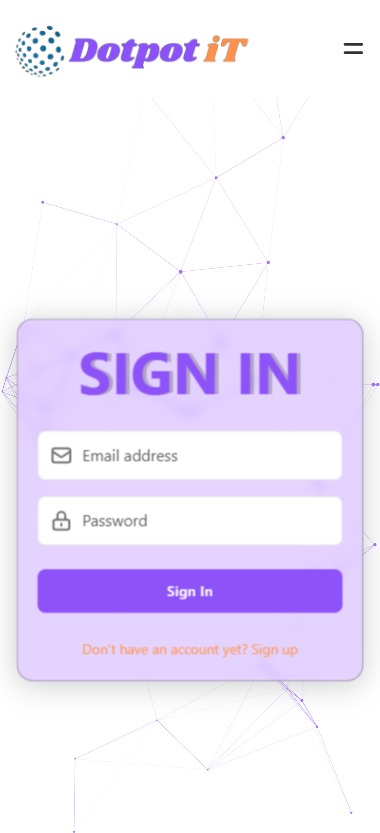 Dotpot iT
SIGN IN
Email address
Password
Sign In
Don't have an account yet? Sign up